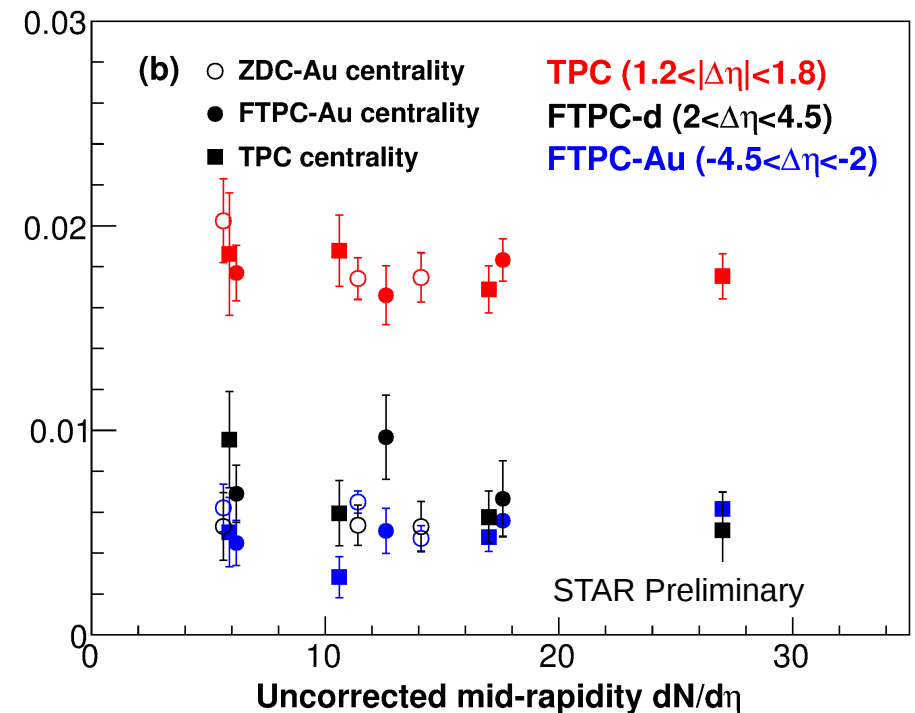 0.03
(b) ZDC-Au centrality TPC (1.2<|Δη|<1.8)
FTPC-Au centrality FTPC-d (2<Δη<4.5)
TPC centrality FTPC-Au (-4.5<Δη<-2)
0.02
0.01
STAR Preliminary
0
0 10 20 30
Uncorrected mid-rapidity dN/dη